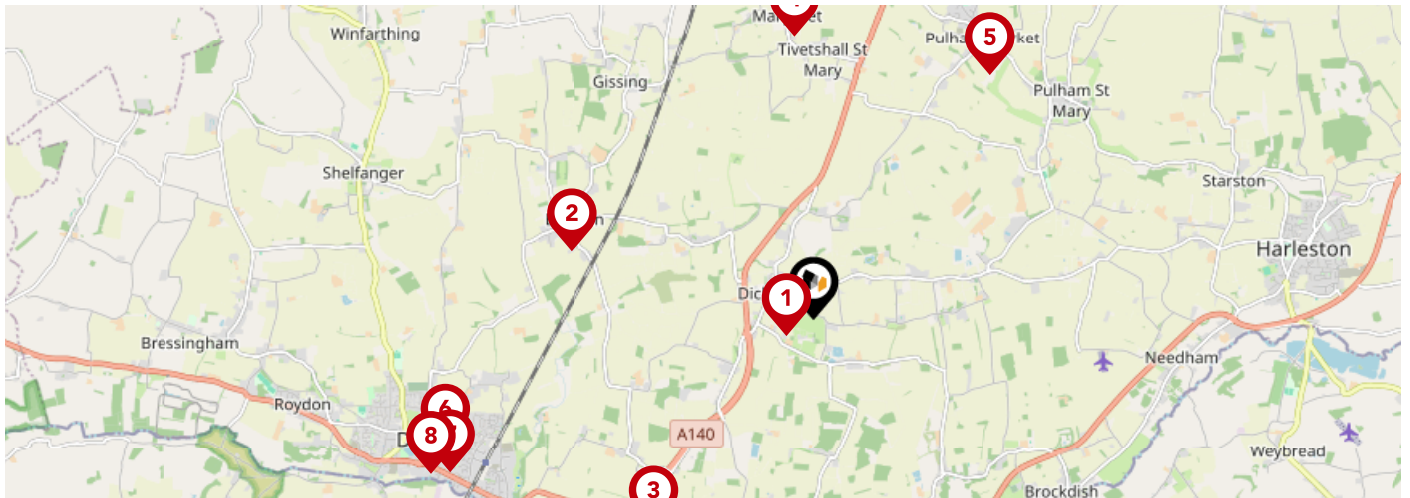 Winfarthing
Tivetshall St
Mary
5
Gissing
Pulham St
Mary
Shelfanger
Starston
2
Harleston
1
Bressingham
Needham
Roydon
6
8
A140
Weybread
3
Brockdish